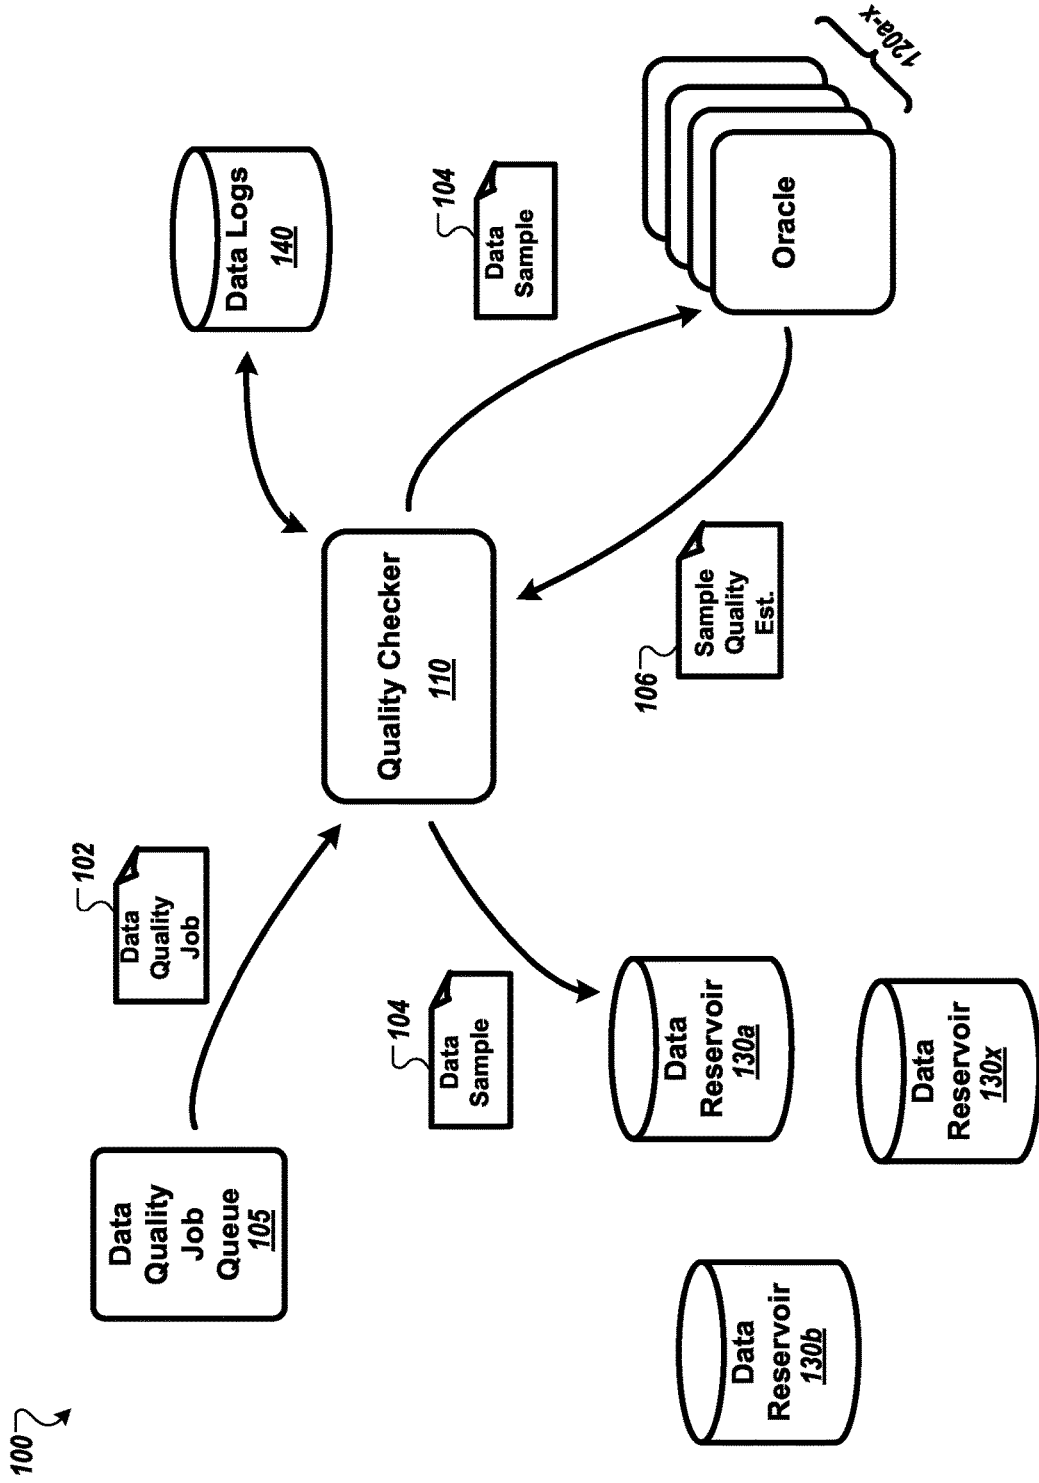 100
Data
Quality
Job
Queue
105
102
Data
Quality
Job
Quality Checker
110
Data Logs
140
104
Data
Sample
104
Data
Sample
106
Sample
Quality
Est.
Oracle
120a-x
Data
Reservoir
130a
Data
Reservoir
130b
Data
Reservoir
130x